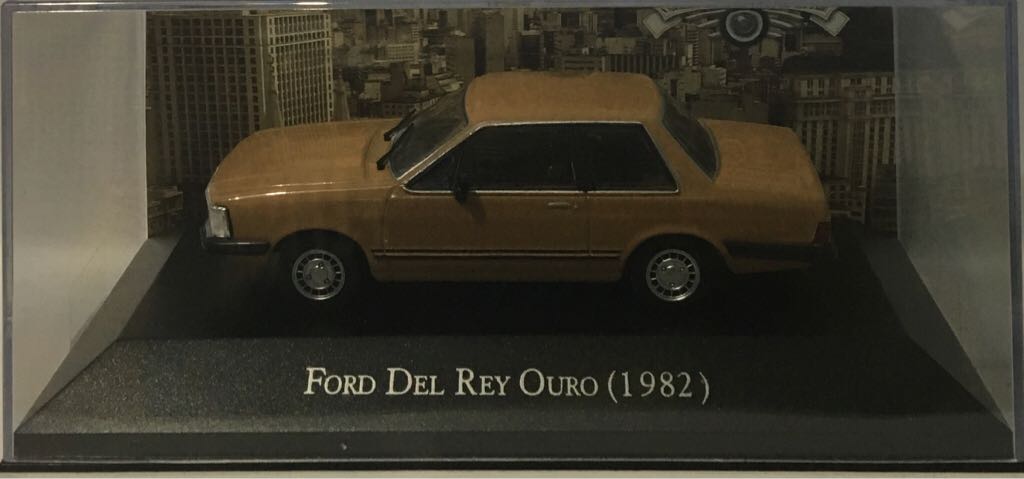 FORD DEL REY OURO (1982)